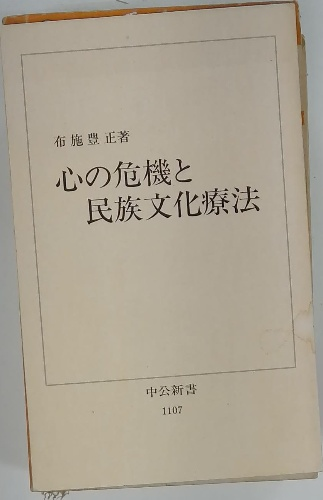 布施豊正著
心の危機と
民族文化療法
中公新書
1107